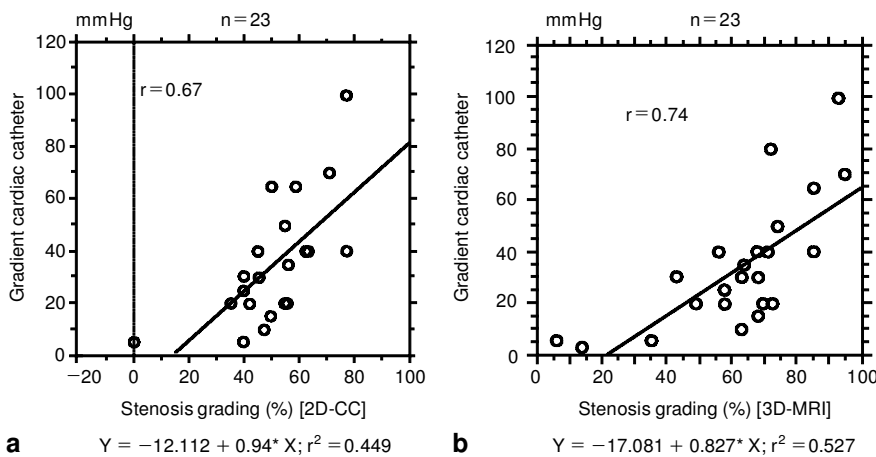 mmHg n=23
120
100
80
60
40
20
0
−20 0 20 40 60 80 100
r=0.67
Gradient cardiac catheter
Stenosis grading (%) [2D-CC]
a Y = −12.112 + 0.94* X; r² =0.449
mmHg n=23
120
100
80
60
40
20
0
0 20 40 60 80 100
r=0.74
Gradient cardiac catheter
Stenosis grading (%) [3D-MRI]
b Y = −17.081 + 0.827* X; r² =0.527